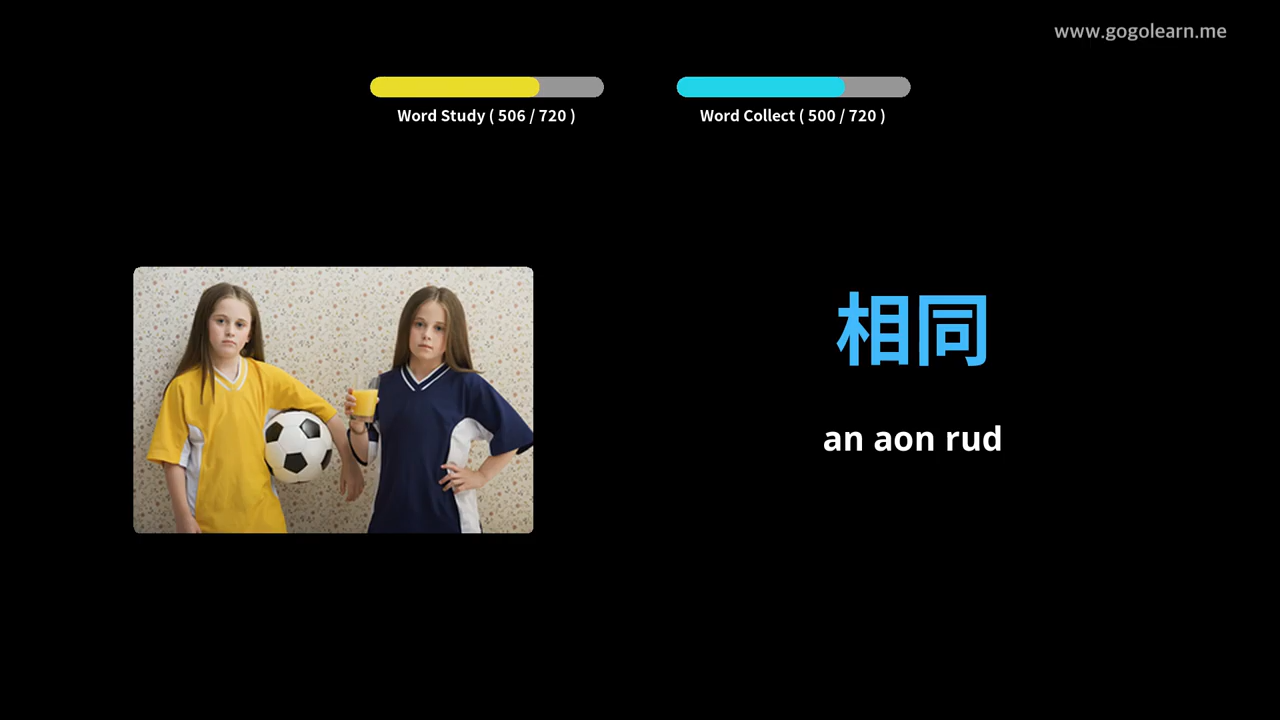 www.gogolearn.me
Word Study ( 506 / 720 )
Word Collect ( 500 / 720 )
相同
an aon rud